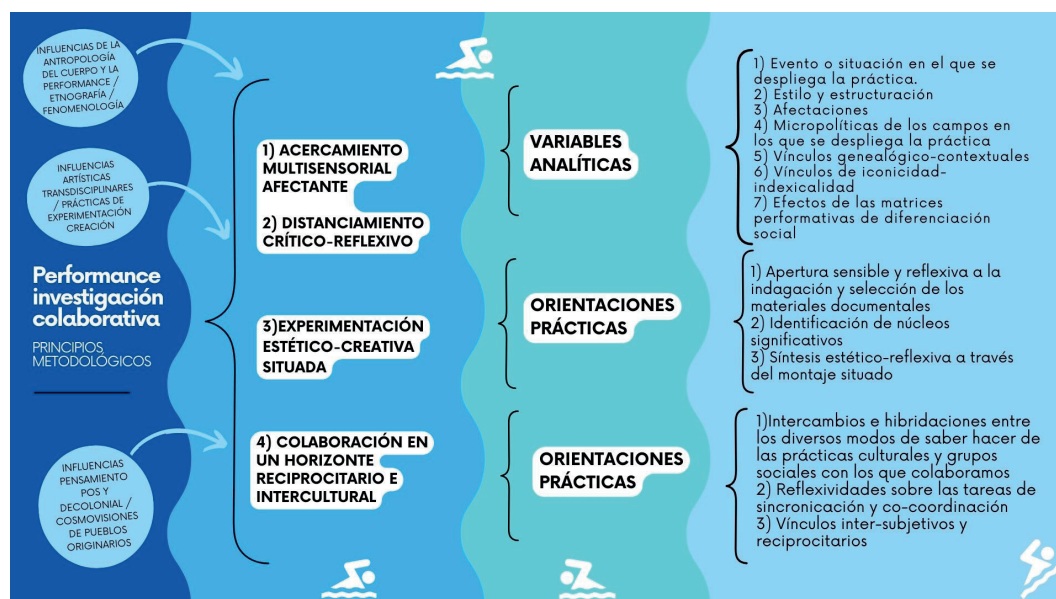 INFLUENCIAS DE LA
ANTROPOLOGÍA
DEL CUERPO Y LA
PERFORMANCE /
ETNOGRAFÍA /
FENOMENOLOGÍA
INFLUENCIAS
ARTÍSTICAS
TRANSDISCIPLINARES
/ PRÁCTICAS DE
EXPERIMENTACIÓN
CREACIÓN
Performance
investigación
colaborativa
PRINCIPIOS
METODOLÓGICOS
INFLUENCIAS
PENSAMIENTO
POS Y
DECOLONIAL /
COSMOVISIONES
DE PUEBLOS
ORIGINARIOS
1) ACERCAMIENTO
MULTISENSORIAL
AFECTANTE
2) DISTANCIAMIENTO
CRÍTICO-REFLEXIVO
3)EXPERIMENTACIÓN
ESTÉTICO-CREATIVA
SITUADA
4) COLABORACIÓN EN
UN HORIZONTE
RECIPROCITARIO E
INTERCULTURAL
VARIABLES
ANALÍTICAS
ORIENTACIONES
PRÁCTICAS
ORIENTACIONES
PRÁCTICAS
1) Evento o situación en el que se
despliega la práctica.
2) Estilo y estructuración
3) Afectaciones
4) Micropolíticas de los campos en
los que se despliega la práctica
5) Vínculos genealógico-contextuales
6) Vínculos de iconicidad-
indexicalidad
7) Efectos de las matrices
performativas de diferenciación
social
1) Apertura sensible y reflexiva a la
indagación y selección de los
materiales documentales
2) Identificación de núcleos
significativos
3) Síntesis estético-reflexiva a través
del montaje situado
1)Intercambios e hibridaciones entre
los diversos modos de saber hacer de
las prácticas culturales y grupos
sociales con los que colaboramos
2) Reflexividades sobre las tareas de
sincronicación y co-coordinación
3) Vínculos inter-subjetivos y
reciprocitarios